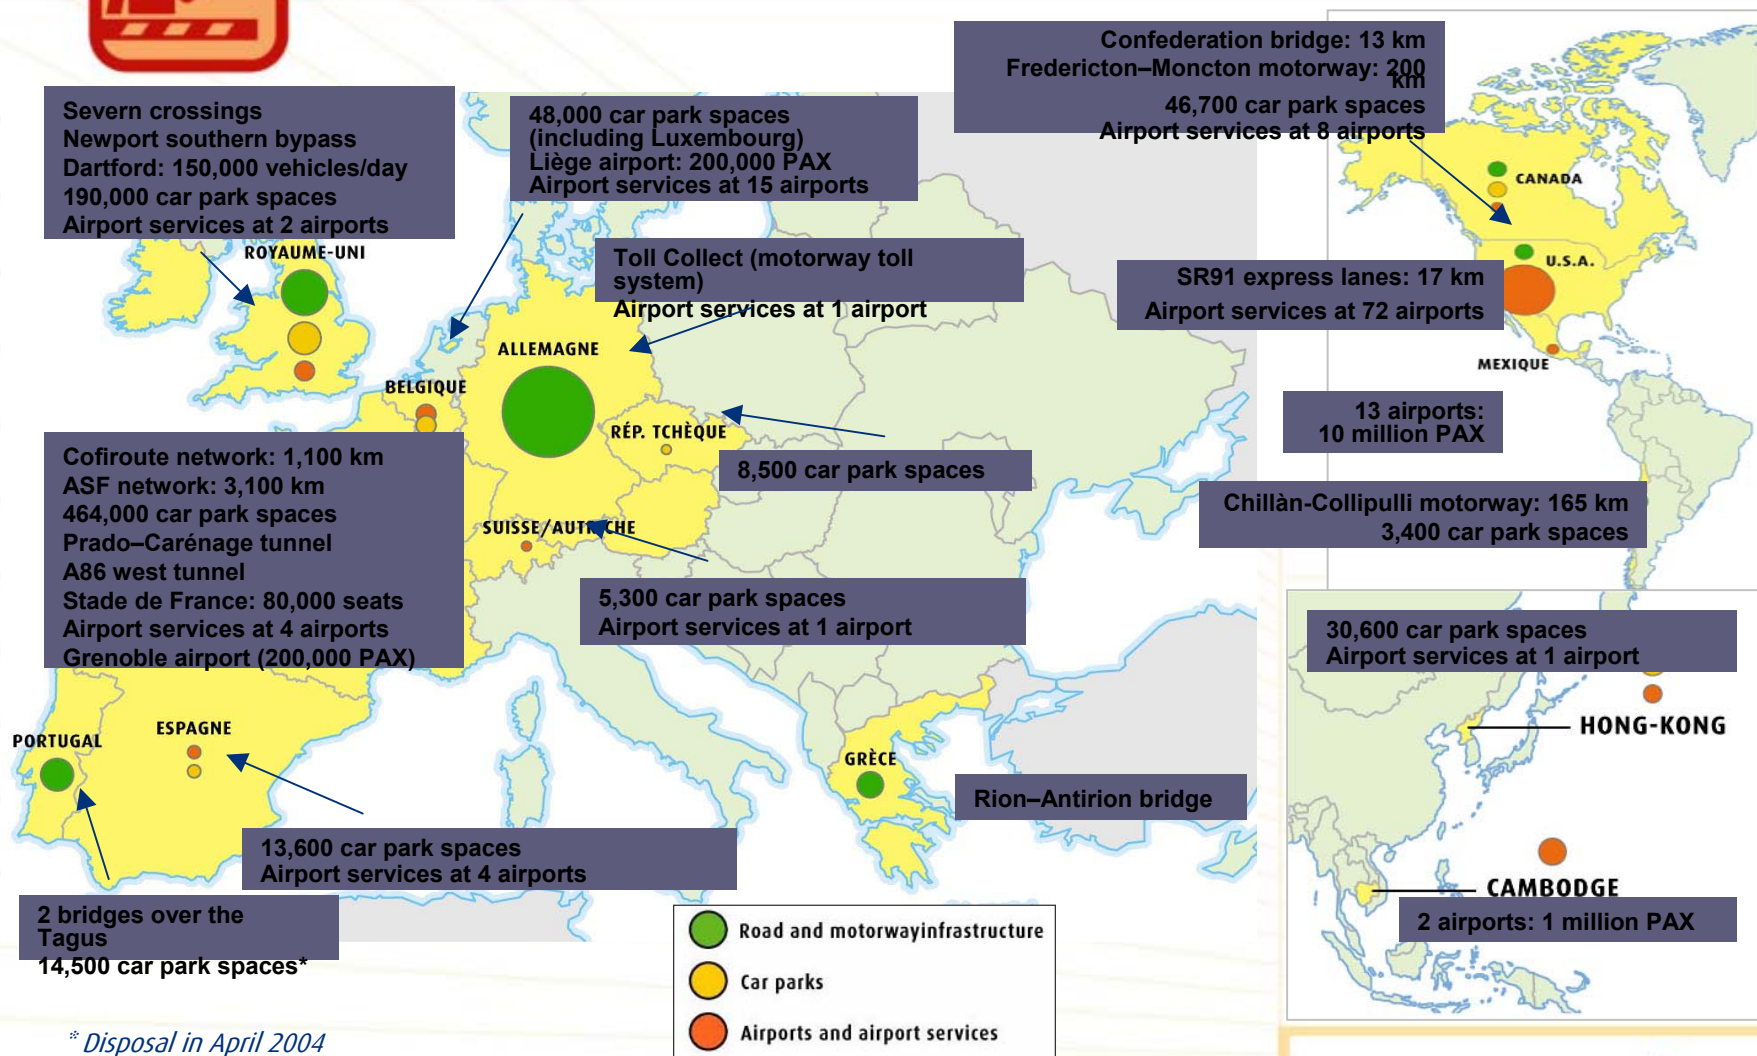 Confederation bridge: 13 km
Fredericton–Moncton motorway: 200
km
46,700 car park spaces
Airport services at 8 airports
Severn crossings
Newport southern bypass
Dartford: 150,000 vehicles/day
190,000 car park spaces
Airport services at 2 airports
48,000 car park spaces
(including Luxembourg)
Liège airport: 200,000 PAX
Airport services at 15 airports
CANADA
ROYAUME-UNI
Toll Collect (motorway toll
system)
Airport services at 1 airport
U.S.A.
SR91 express lanes: 17 km
Airport services at 72 airports
ALLEMAGNE
MEXIQUE
BELGIQUE
13 airports:
10 million PAX
RÉP. TCHÈQUE
8,500 car park spaces
Cofiroute network: 1,100 km
ASF network: 3,100 km
464,000 car park spaces
Prado–Carénage tunnel
A86 west tunnel
Stade de France: 80,000 seats
Airport services at 4 airports
Grenoble airport (200,000 PAX)
Chillàn-Collipulli motorway: 165 km
3,400 car park spaces
SUISSE/AUTRICHE
5,300 car park spaces
Airport services at 1 airport
30,600 car park spaces
Airport services at 1 airport
HONG-KONG
PORTUGAL
ESPAGNE
GRÈCE
Rion–Antirion bridge
13,600 car park spaces
Airport services at 4 airports
CAMBODGE
2 airports: 1 million PAX
2 bridges over the
Tagus
14,500 car park spaces*
Road and motorwayinfrastructure
Car parks
Airports and airport services
* Disposal in April 2004